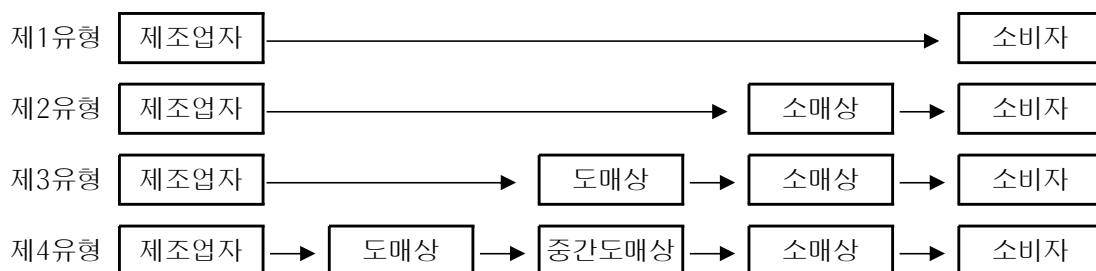 제1유형 제조업자 소비자
제2유형 제조업자 소매상 소비자
제3유형 제조업자 도매상 소매상 소비자
제4유형 제조업자 도매상 중간도매상 소매상 소비자